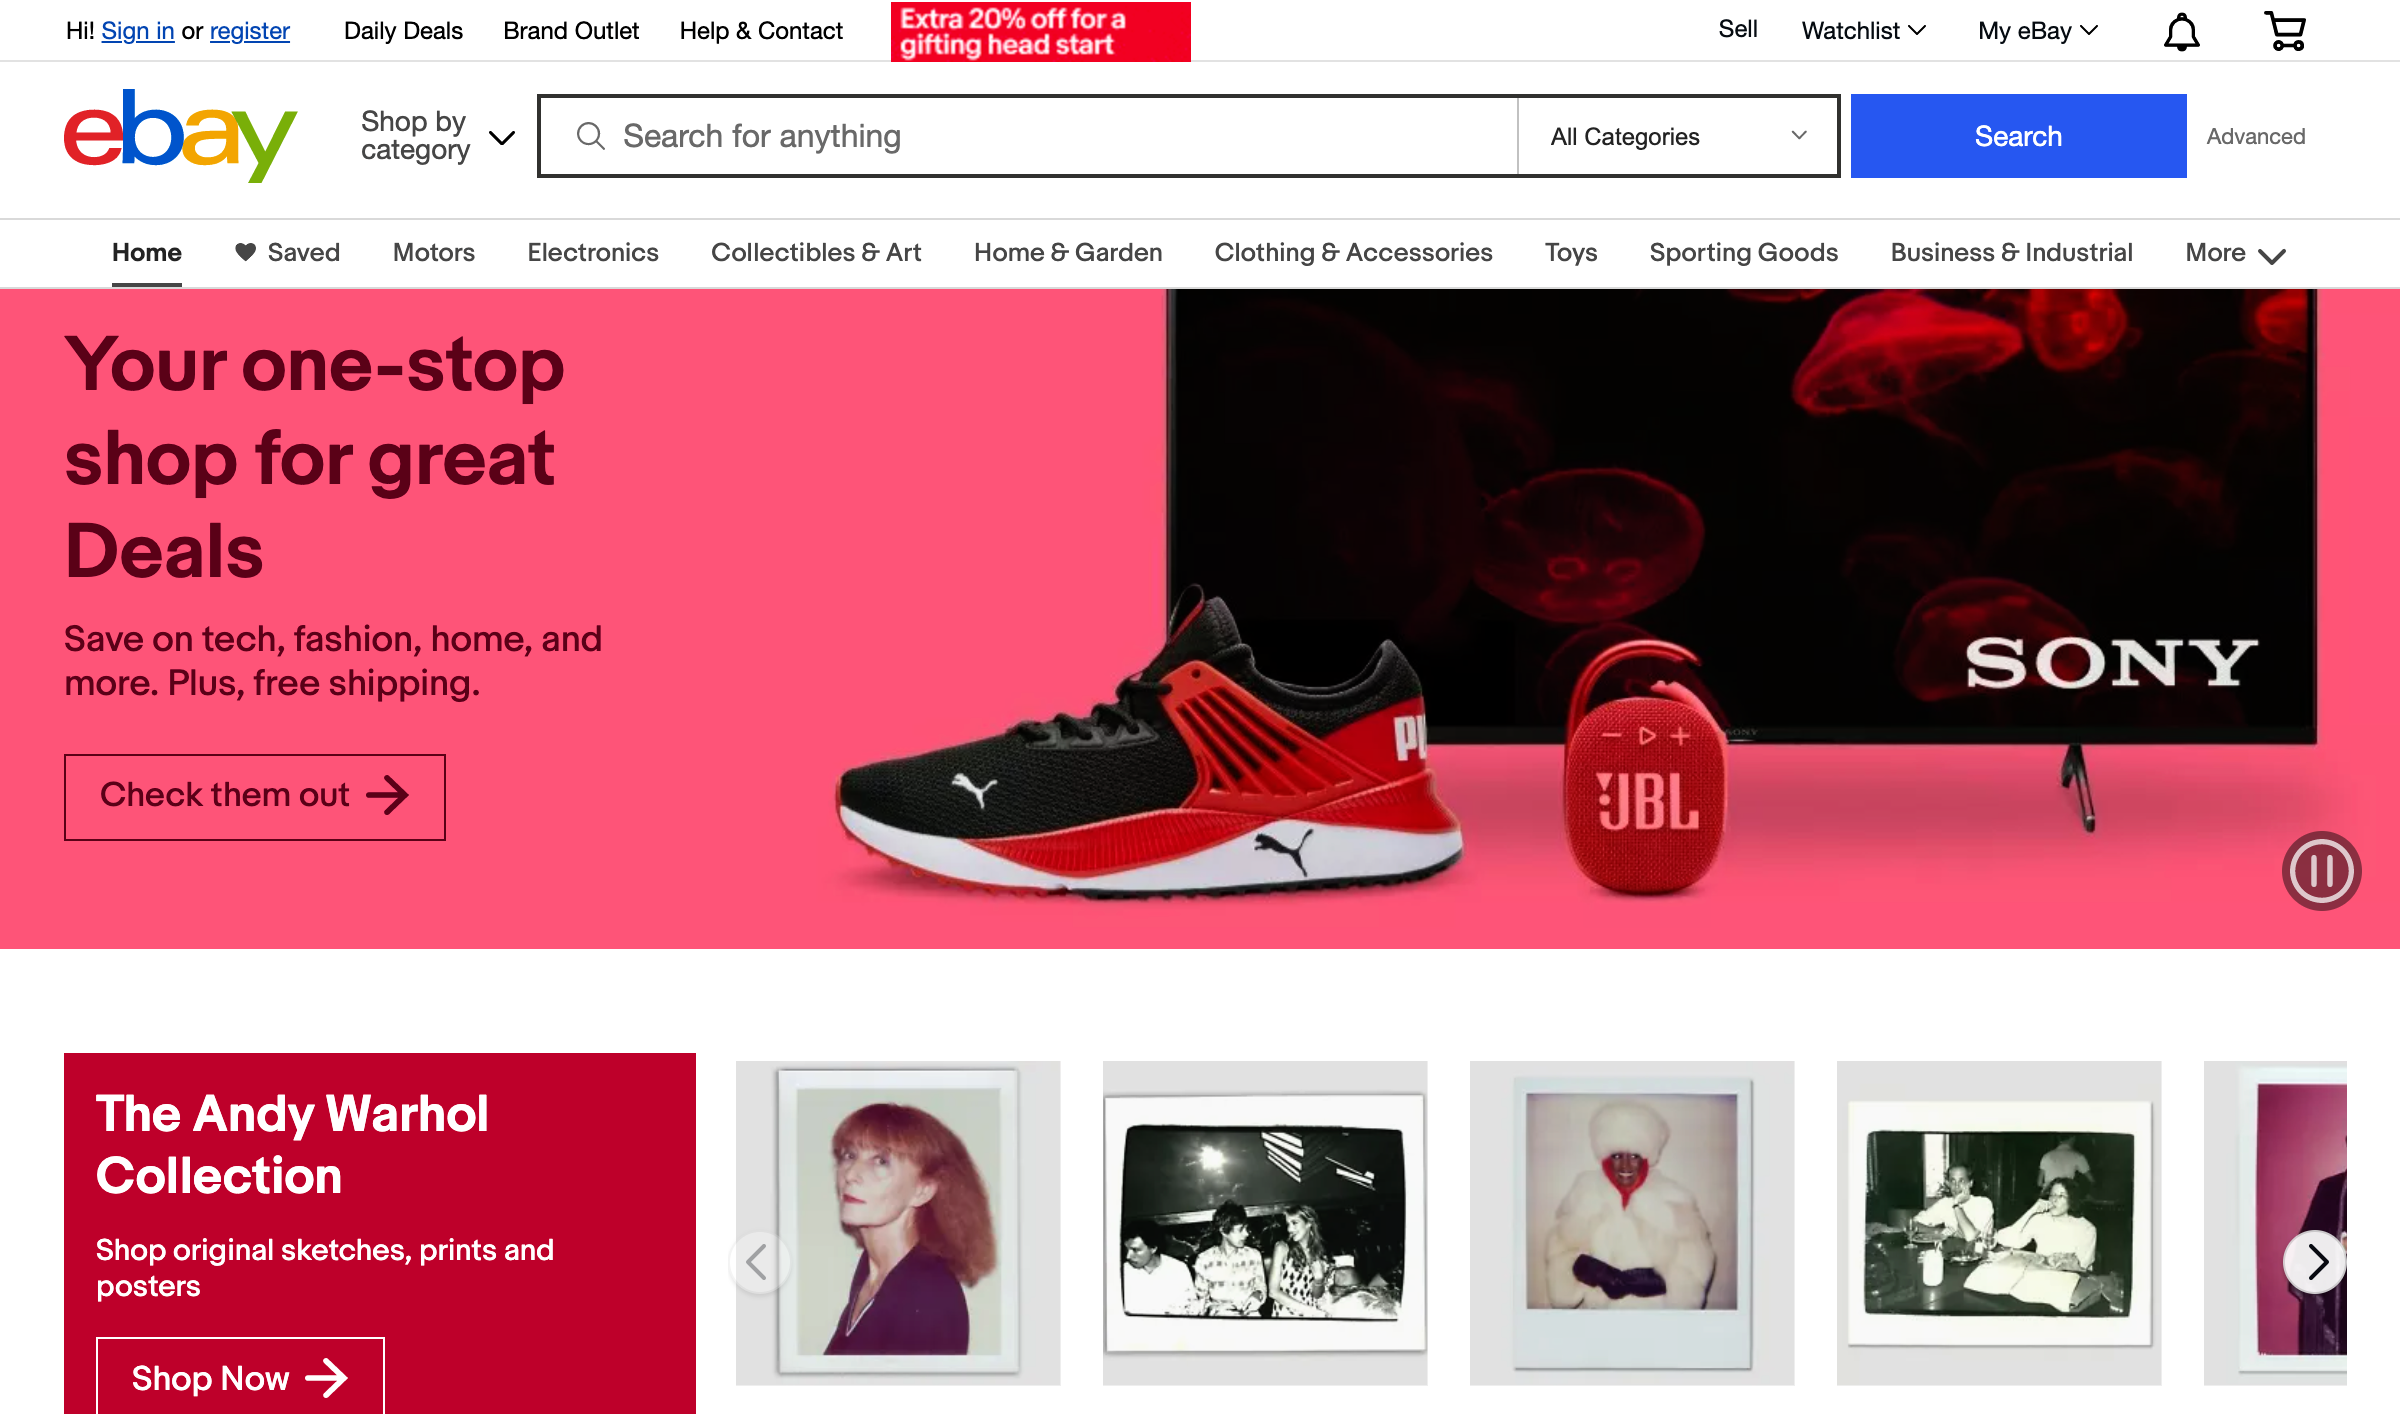 Hi! Sign in or register
Daily Deals
Brand Outlet
Help & Contact
Extra 20% off for a
gifting head start
Sell
Watchlist
My eBay
ebay
Shop by
category
Search for anything
All Categories
Search
Advanced
Home
Saved
Motors
Electronics
Collectibles & Art
Home & Garden
Clothing & Accessories
Toys
Sporting Goods
Business & Industrial
More
Your one-stop
shop for great
Deals
Save on tech, fashion, home, and
more. Plus, free shipping.
Check them out
SONY
SONY
JBL
The Andy Warhol
Collection
Shop original sketches, prints and
posters
Shop Now